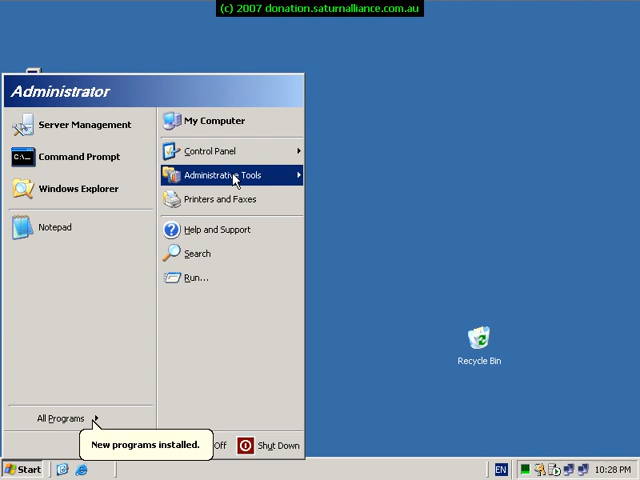 (c) 2007 donation.saturnalliance.com.au
Administrator
Server Management
Command Prompt
Windows Explorer
Notepad
All Programs
My Computer
Control Panel
Administrative Tools
Printers and Faxes
Help and Support
Search
Run...
New programs installed.
Off
Shut Down
Recycle Bin
Start
EN
10:28 PM